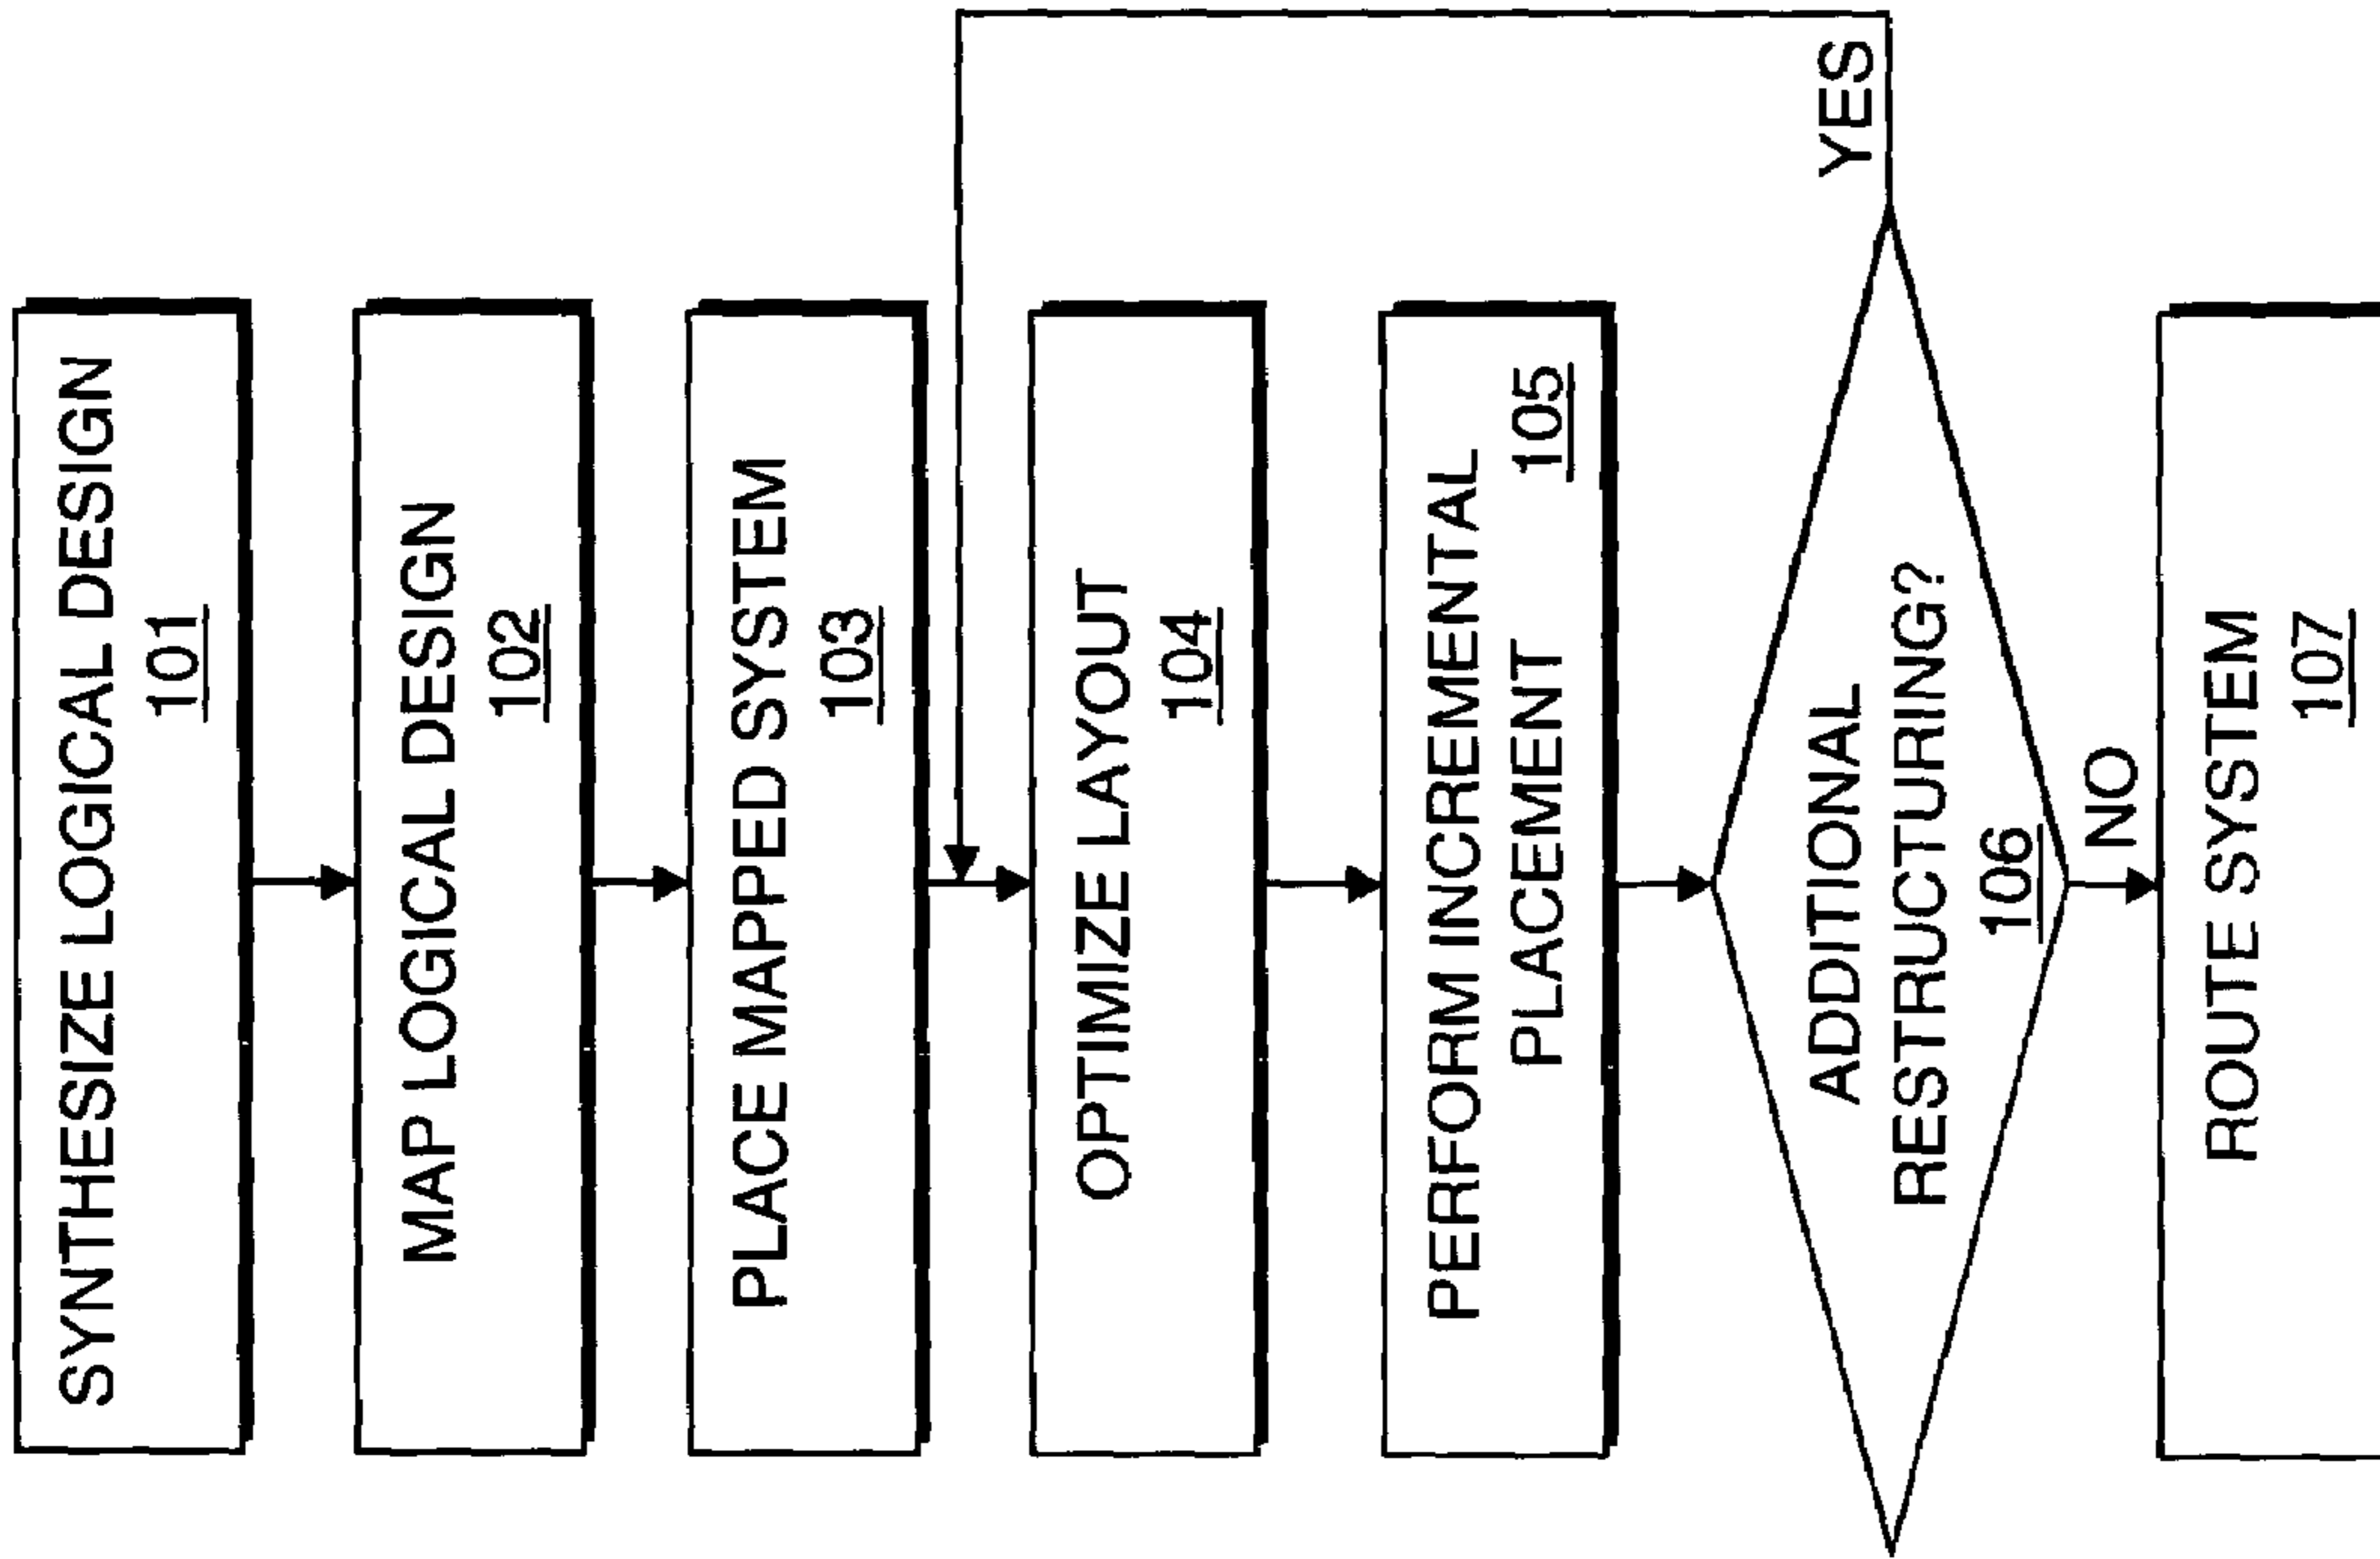 SYNTHESIZE LOGICAL DESIGN
101
MAP LOGICAL DESIGN
102
PLACE MAPPED SYSTEM
103
OPTIMIZE LAYOUT
104
PERFORM INCREMENTAL
PLACEMENT 105
ADDITIONAL
RESTRUCTURING?
106
YES
NO
ROUTE SYSTEM
107